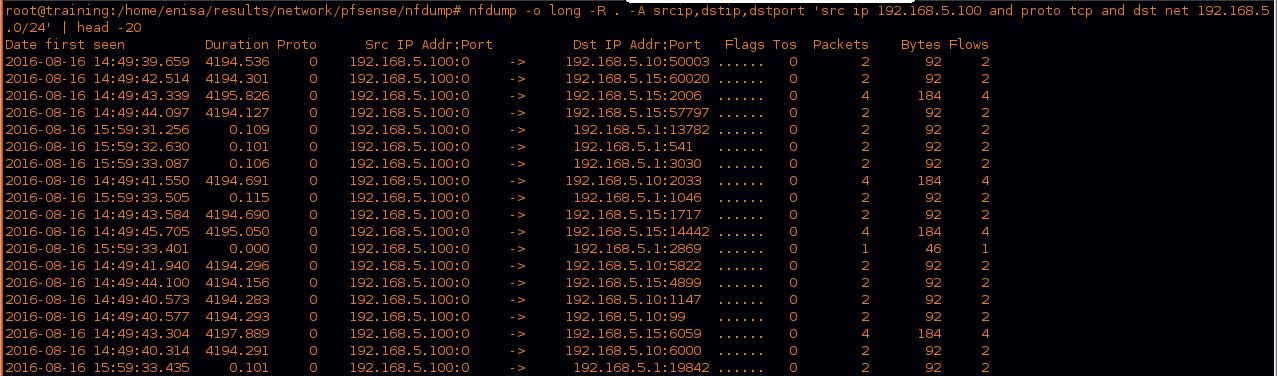 root@training:/home/enisa/results/network/pfsense/nfdump# nfdump -o long -R . -A srcip,dstip,dstport 'src ip 192.168.5.100 and proto tcp and dst net 192.168.5
.0/24' | head -20
Date first seen Duration Proto Src IP Addr:Port Dst IP Addr:Port Flags Tos Packets Bytes Flows
2016-08-16 14:49:39.659 4194.536 0 192.168.5.100:0 -> 192.168.5.10:50003 ...... 0 2 92 2
2016-08-16 14:49:42.514 4194.301 0 192.168.5.100:0 -> 192.168.5.15:60020 ...... 0 2 92 2
2016-08-16 14:49:43.339 4195.826 0 192.168.5.100:0 -> 192.168.5.15:2006 ...... 0 4 184 4
2016-08-16 14:49:44.097 4194.127 0 192.168.5.100:0 -> 192.168.5.15:57797 ...... 0 2 92 2
2016-08-16 15:59:31.256 0.109 0 192.168.5.100:0 -> 192.168.5.1:13782 ...... 0 2 92 2
2016-08-16 15:59:32.630 0.101 0 192.168.5.100:0 -> 192.168.5.1:541 ...... 0 2 92 2
2016-08-16 15:59:33.087 0.106 0 192.168.5.100:0 -> 192.168.5.1:3030 ...... 0 2 92 2
2016-08-16 14:49:41.550 4194.691 0 192.168.5.100:0 -> 192.168.5.10:2033 ...... 0 4 184 4
2016-08-16 15:59:33.505 0.115 0 192.168.5.100:0 -> 192.168.5.1:1046 ...... 0 2 92 2
2016-08-16 14:49:43.584 4194.690 0 192.168.5.100:0 -> 192.168.5.15:1717 ...... 0 2 92 2
2016-08-16 14:49:45.705 4195.050 0 192.168.5.100:0 -> 192.168.5.15:14442 ...... 0 4 184 4
2016-08-16 15:59:33.401 0.000 0 192.168.5.100:0 -> 192.168.5.1:2869 ...... 0 1 46 1
2016-08-16 14:49:41.940 4194.296 0 192.168.5.100:0 -> 192.168.5.10:5822 ...... 0 2 92 2
2016-08-16 14:49:44.100 4194.156 0 192.168.5.100:0 -> 192.168.5.15:4899 ...... 0 2 92 2
2016-08-16 14:49:40.573 4194.283 0 192.168.5.100:0 -> 192.168.5.10:1147 ...... 0 2 92 2
2016-08-16 14:49:40.577 4194.293 0 192.168.5.100:0 -> 192.168.5.10:99 ...... 0 2 92 2
2016-08-16 14:49:43.304 4197.889 0 192.168.5.100:0 -> 192.168.5.15:6059 ...... 0 4 184 4
2016-08-16 14:49:40.314 4194.291 0 192.168.5.100:0 -> 192.168.5.10:6000 ...... 0 2 92 2
2016-08-16 15:59:33.435 0.101 0 192.168.5.100:0 -> 192.168.5.1:19842 ...... 0 2 92 2